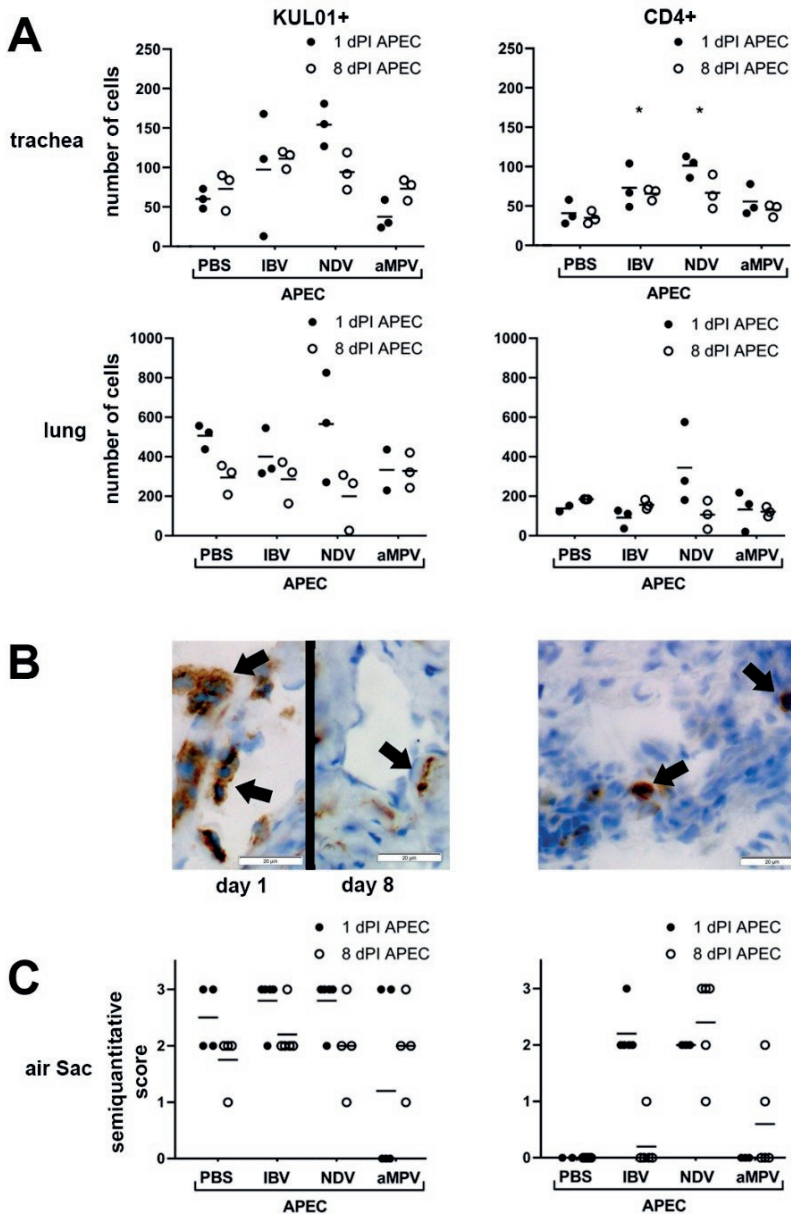 A
KUL01+
CD4+
1 dPI APEC
8 dPI APEC
1 dPI APEC
8 dPI APEC
trachea
number of cells
250
200
150
100
50
0
PBS IBV NDV aMPV
APEC
250
200
150
100
50
0
* *
PBS IBV NDV aMPV
APEC
lung
number of cells
1 dPI APEC
8 dPI APEC
1000
800
600
400
200
0
PBS IBV NDV aMPV
APEC
1 dPI APEC
8 dPI APEC
1000
800
600
400
200
0
PBS IBV NDV aMPV
APEC
B
20 µm
20 µm
20 µm
day 1 day 8
C
1 dPI APEC
8 dPI APEC
1 dPI APEC
8 dPI APEC
air Sac
semiquantitative
score
3
2
1
0
PBS IBV NDV aMPV
APEC
3
2
1
0
PBS IBV NDV aMPV
APEC